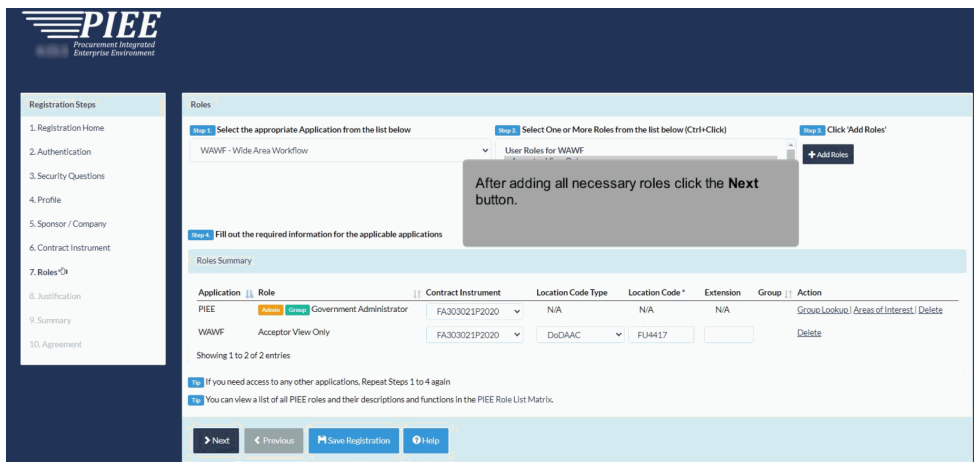 PIEE
Procurement Integrated
Enterprise Environment
Registration Steps
1. Registration Home
2. Authentication
3. Security Questions
4. Profile
5. Sponsor / Company
6. Contract Instrument
7. Roles
8. Justification
9. Summary
10. Agreement
Roles
Step 1. Select the appropriate Application from the list below
WAWF - Wide Area Workflow
Step 2. Select One or More Roles from the list below (Ctrl+Click)
User Roles for WAWF
Step 3. Click 'Add Roles'
Add Roles
After adding all necessary roles click the Next
button.
Step 4. Fill out the required information for the applicable applications
Roles Summary
Application Role Contract Instrument Location Code Type Location Code * Extension Group Action
PIEE Admin Group Government Administrator FA303021P2020 N/A N/A N/A Group Lookup | Areas of Interest | Delete
WAWF Acceptor View Only FA303021P2020 DoDAAC FU4417 Delete
Showing 1 to 2 of 2 entries
Tip If you need access to any other applications, Repeat Steps 1 to 4 again
Tip You can view a list of all PIEE roles and their descriptions and functions in the PIEE Role List Matrix.
Next Previous Save Registration Help